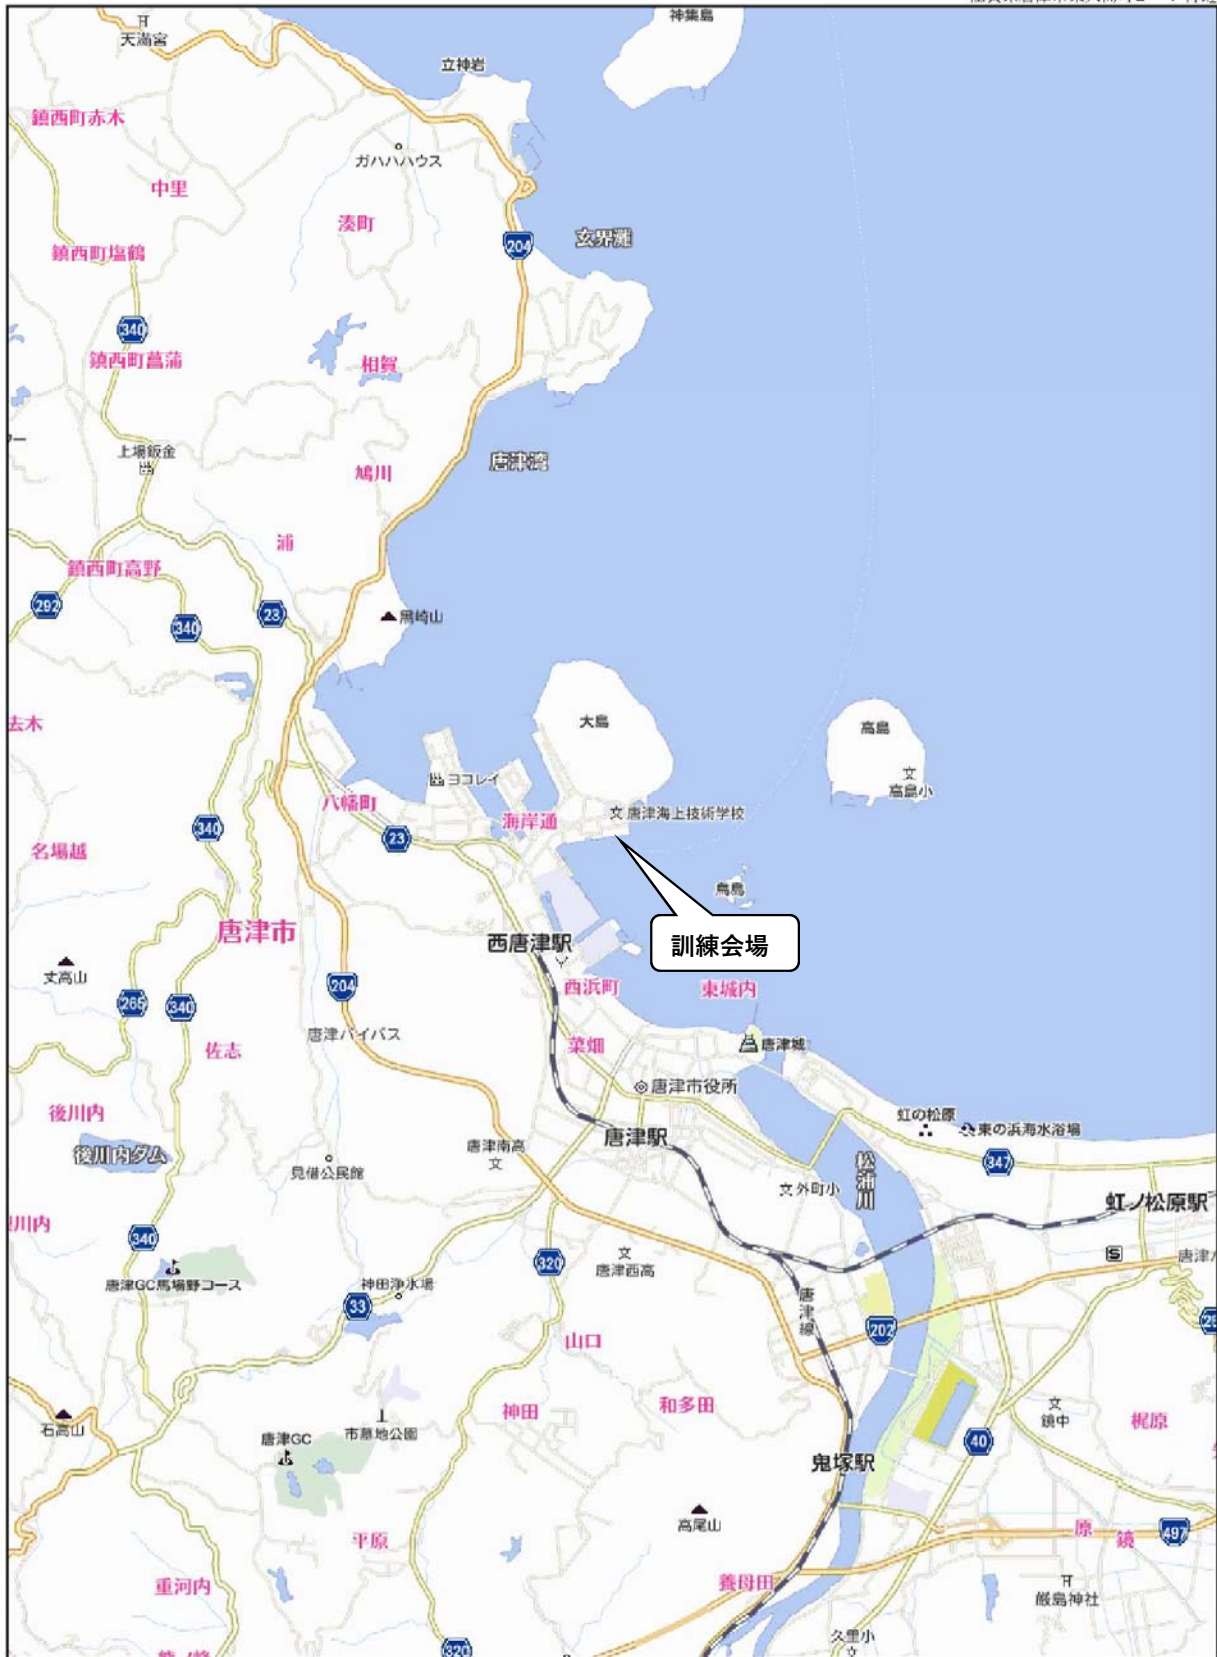 神集島
天満宮
立神岩
鎮西町赤木
ガハハハウス
中里
湊町
204
玄界灘
鎮西町塩鶴
340
鎮西町菖蒲
相賀
上場鈑金
唐津湾
鳩川
浦
鎮西町高野
292
340
23
黒崎山
大島
高島
文
高島小
ヨコレイ
八幡町
海岸通
文 唐津海上技術学校
340
23
名場越
鳥島
唐津市
西唐津駅
訓練会場
丈高山
204
西浜町
東城内
265
340
唐津バイパス
佐志
菜畑
唐津城
唐津市役所
後川内
虹の松原
東の浜海水浴場
唐津駅
唐津南高
文
後川内ダム
見借公民館
347
松浦川
文 外町小
虹ノ松原駅
川内
340
文
唐津西高
320
S
唐津GC馬場野コース
神田浄水場
33
唐津線
202
山口
和多田
神田
石高山
唐津GC
市墓地公園
文
鏡中
梶原
40
鬼塚駅
高尾山
平原
原
鏡
497
重河内
養母田
厳島神社
久里小
文
320